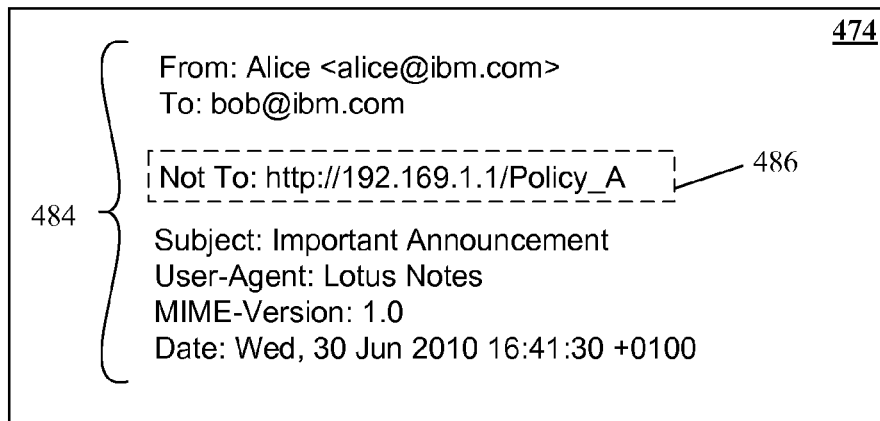 474
From: Alice <alice@ibm.com>
To: bob@ibm.com
Not To: http://192.169.1.1/Policy_A
486
484
Subject: Important Announcement
User-Agent: Lotus Notes
MIME-Version: 1.0
Date: Wed, 30 Jun 2010 16:41:30 +0100